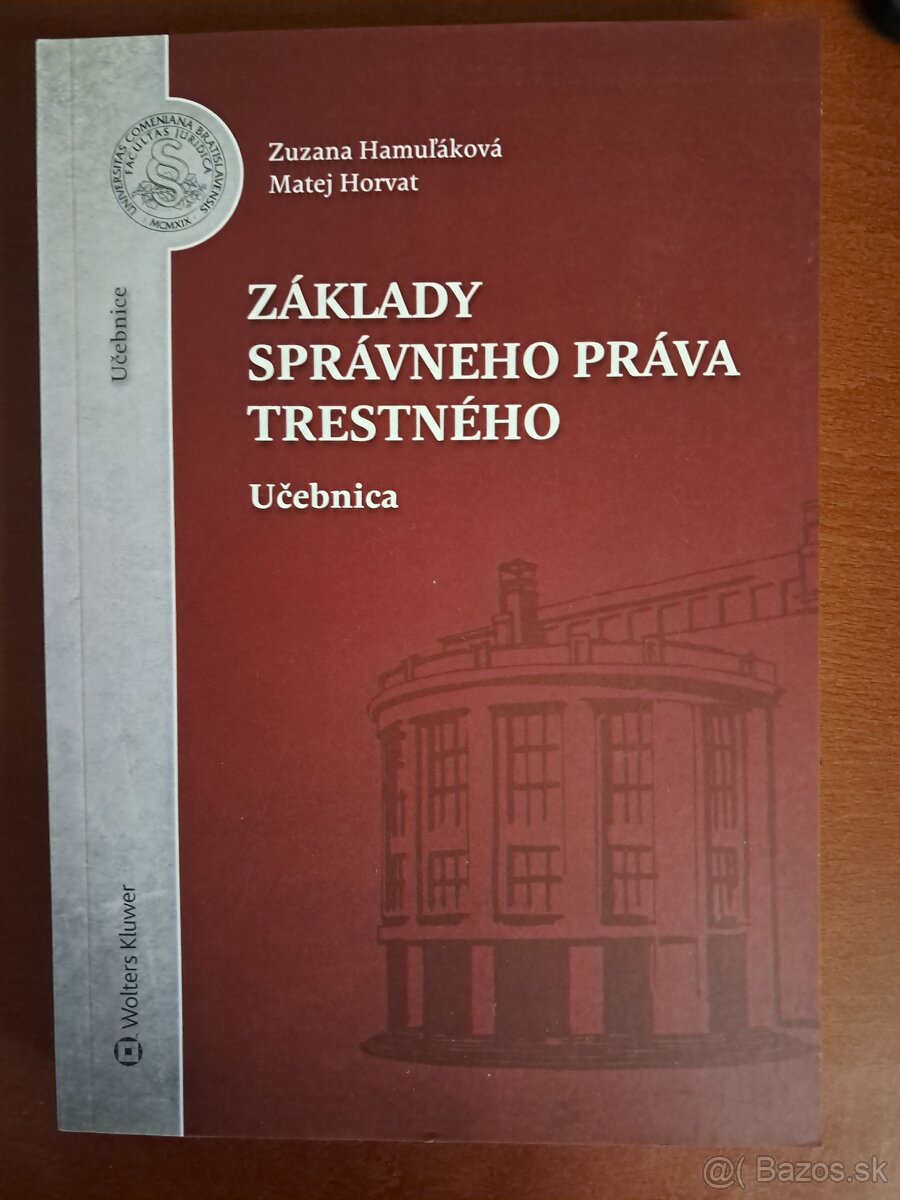 Zuzana Hamuľáková
Matej Horvat
ZÁKLADY
SPRÁVNEHO PRÁVA
TRESTNÉHO
Učebnica
UNIVERSITAS COMENIANA BRATISLAVENSIS
FACULTAS JURIDICA
MCMXIX
Učebnice
Wolters Kluwer
@( Bazos.sk